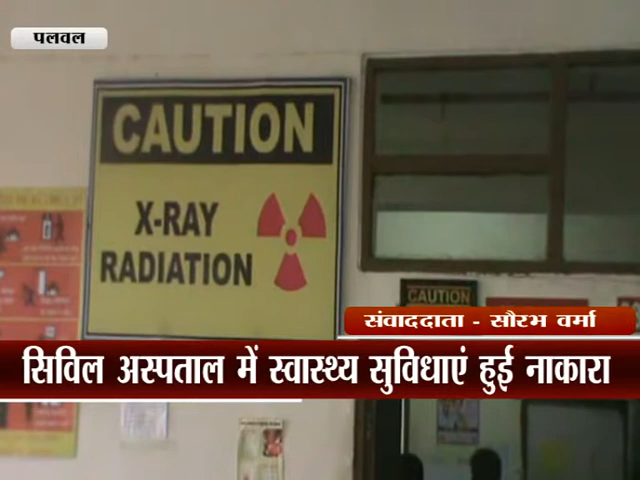 पलवल
CAUTION
X-RAY
RADIATION
CAUTION
संवाददाता - सौरभ वर्मा
सिविल अस्पताल में स्वास्थ्य सुविधाएं हुई नाकारा